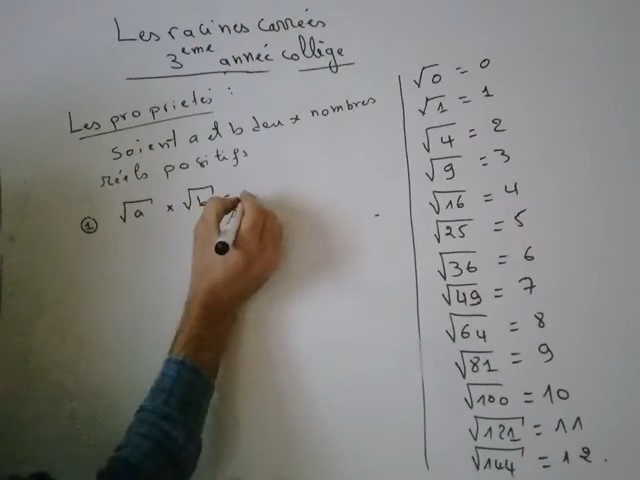 Les racines carrées
3ème année collège
Les proprietés :
Soient a et b deux nombres
réels positifs
① √a × √b =
√0 = 0
√1 = 1
√4 = 2
√9 = 3
√16 = 4
√25 = 5
√36 = 6
√49 = 7
√64 = 8
√81 = 9
√100 = 10
√121 = 11
√144 = 12.